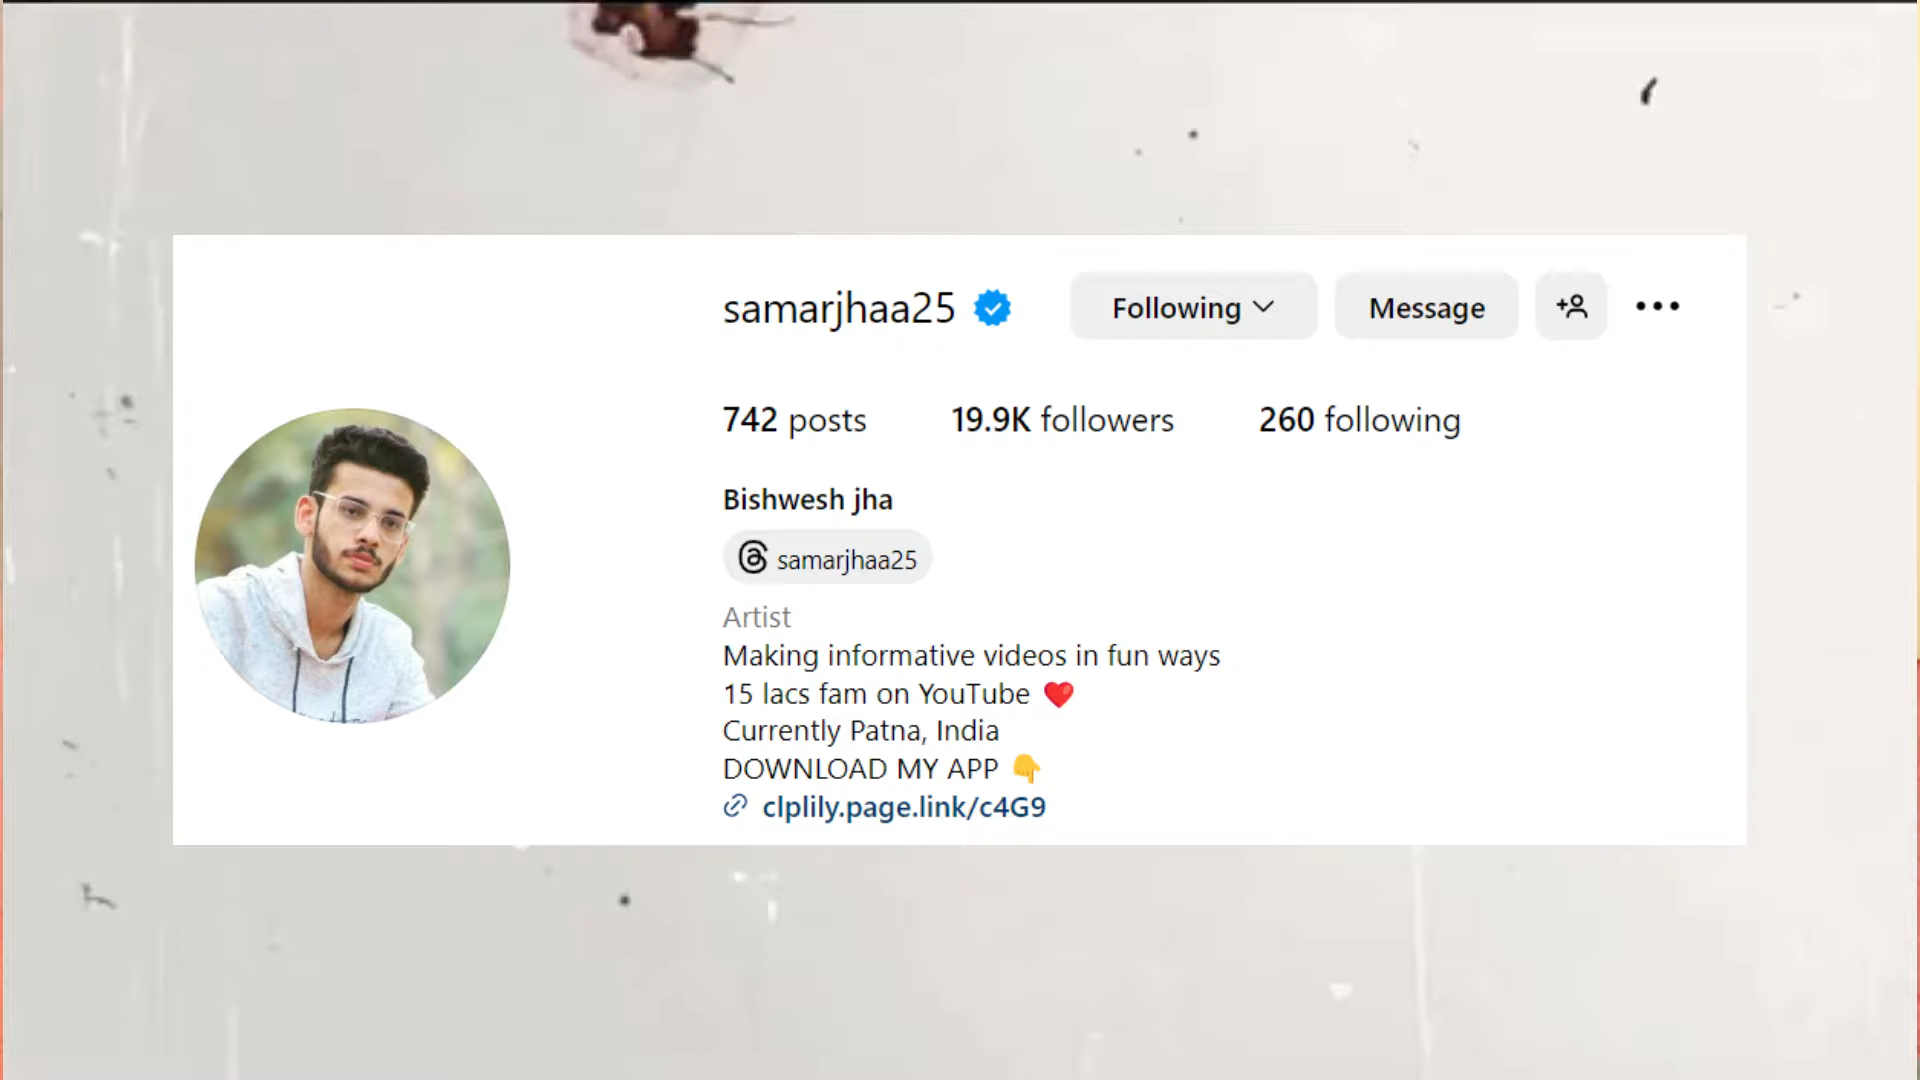 samarjhaa25 Following Message
742 posts 19.9K followers 260 following
Bishwesh jha
samarjhaa25
Artist
Making informative videos in fun ways
15 lacs fam on YouTube ❤️
Currently Patna, India
DOWNLOAD MY APP 👇
clplily.page.link/c4G9